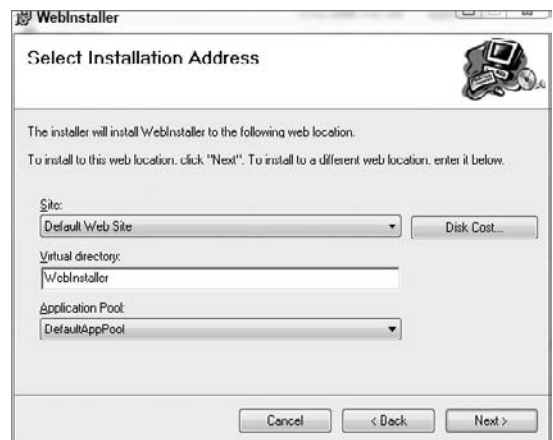 WebInstaller
Select Installation Address
The installer will install WebInstaller to the following web location.
To install to this web location, click "Next". To install to a different web location, enter it below.
Site:
Default Web Site
Disk Cost...
Virtual directory:
WebInstaller
Application Pool:
DefaultAppPool
Cancel
< Back
Next >